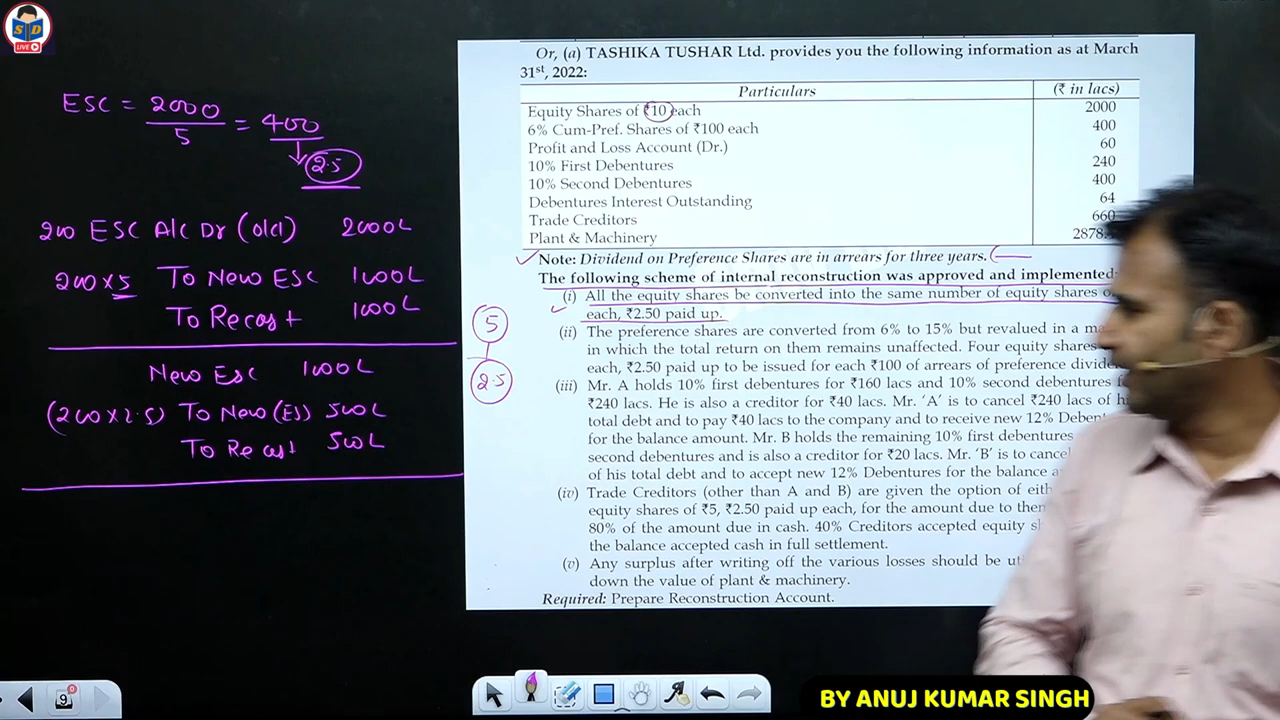 S D
LIVE
ESC = 2000
5
= 400
2.5
200 ESC A/c Dr (old) 2000L
200 x 5 To New ESC 1000L
To Recost 1000L
New Esc 1000L
(200 x 2.5) To New (ES) 500L
To Recost 500L
Or, (a) TASHIKA TUSHAR Ltd. provides you the following information as at March
31st, 2022:
Particulars (₹ in lacs)
Equity Shares of ₹10 each 2000
6% Cum-Pref. Shares of ₹100 each 400
Profit and Loss Account (Dr.) 60
10% First Debentures 240
10% Second Debentures 400
Debentures Interest Outstanding 64
Trade Creditors 660
Plant & Machinery 2878.
Note: Dividend on Preference Shares are in arrears for three years.
The following scheme of internal reconstruction was approved and implemented:
(i) All the equity shares be converted into the same number of equity shares
each, ₹2.50 paid up.
(ii) The preference shares are converted from 6% to 15% but revalued in a
in which the total return on them remains unaffected. Four equity shares
each, ₹2.50 paid up to be issued for each ₹100 of arrears of preference
(iii) Mr. A holds 10% first debentures for ₹160 lacs and 10% second debentures
₹240 lacs. He is also a creditor for ₹40 lacs. Mr. 'A' is to cancel ₹240 lacs of
total debt and to pay ₹40 lacs to the company and to receive new 12%
for the balance amount. Mr. B holds the remaining 10% first debentures
second debentures and is also a creditor for ₹20 lacs. Mr. 'B' is to cancel
of his total debt and to accept new 12% Debentures for the balance
(iv) Trade Creditors (other than A and B) are given the option of
equity shares of ₹5, ₹2.50 paid up each, for the amount due to
80% of the amount due in cash. 40% Creditors accepted equity
the balance accepted cash in full settlement.
(v) Any surplus after writing off the various losses should be
down the value of plant & machinery.
Required: Prepare Reconstruction Account.
5
2.5
9
0
BY ANUJ KUMAR SINGH